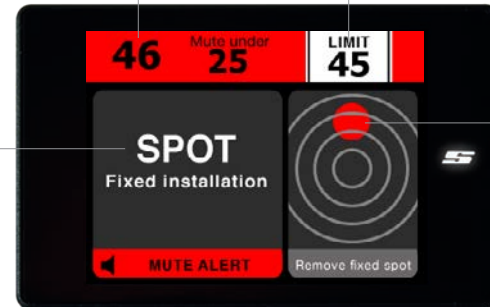 46
Mute under
25
LIMIT
45
SPOT
Fixed installation
MUTE ALERT
Remove fixed spot